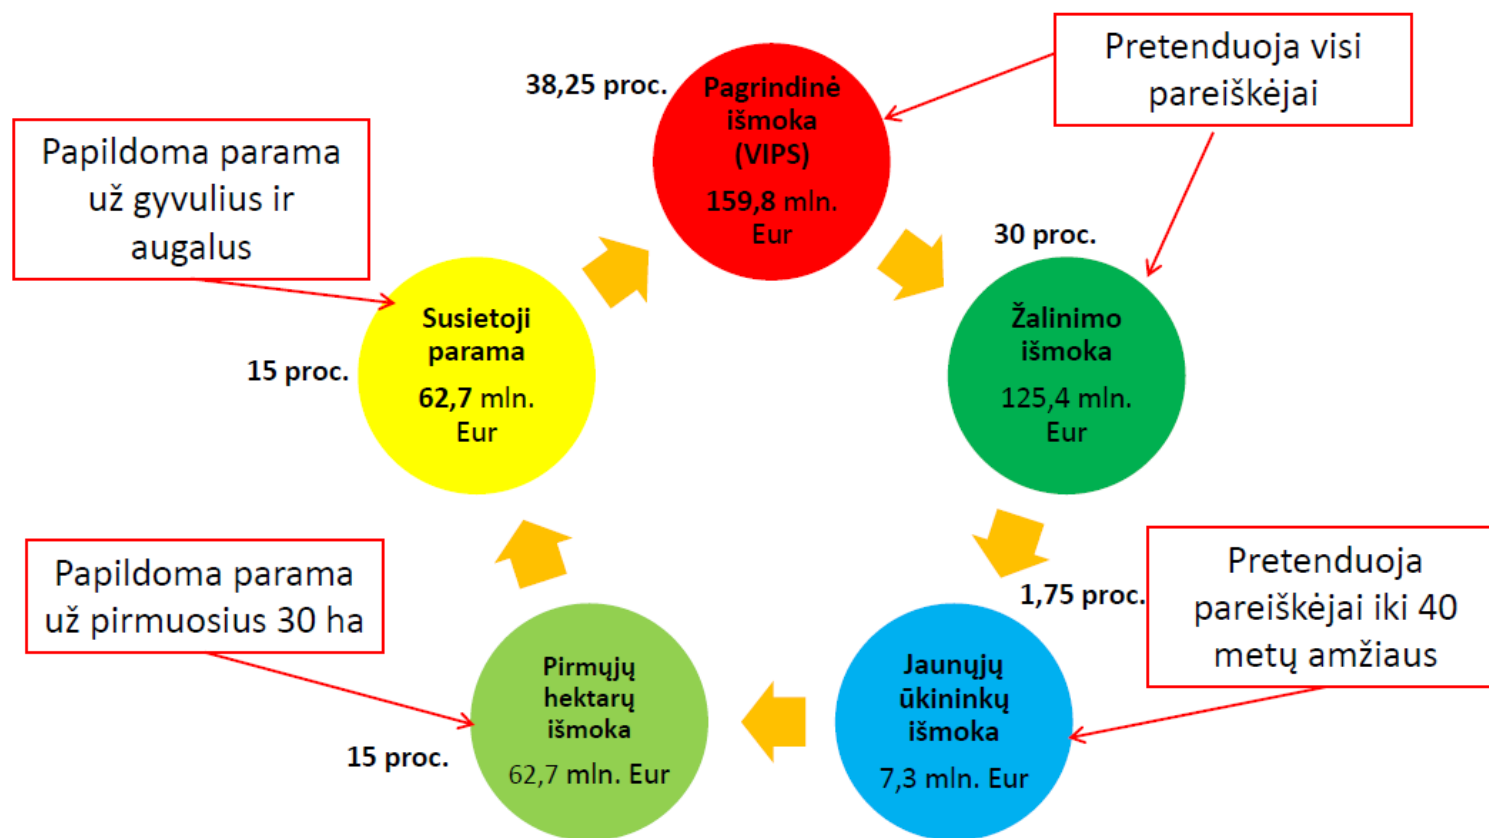 38,25 proc.
Pagrindinė
išmoka
(VIPS)
159,8 mln.
Eur
Pretenduoja visi
pareiškėjai
30 proc.
Žalinimo
išmoka
125,4 mln.
Eur
1,75 proc.
Jaunųjų
ūkininkų
išmoka
7,3 mln. Eur
Pretenduoja
pareiškėjai iki 40
metų amžiaus
15 proc.
Pirmųjų
hektarų
išmoka
62,7 mln. Eur
Papildoma parama
už pirmuosius 30 ha
15 proc.
Susietoji
parama
62,7 mln.
Eur
Papildoma parama
už gyvulius ir
augalus